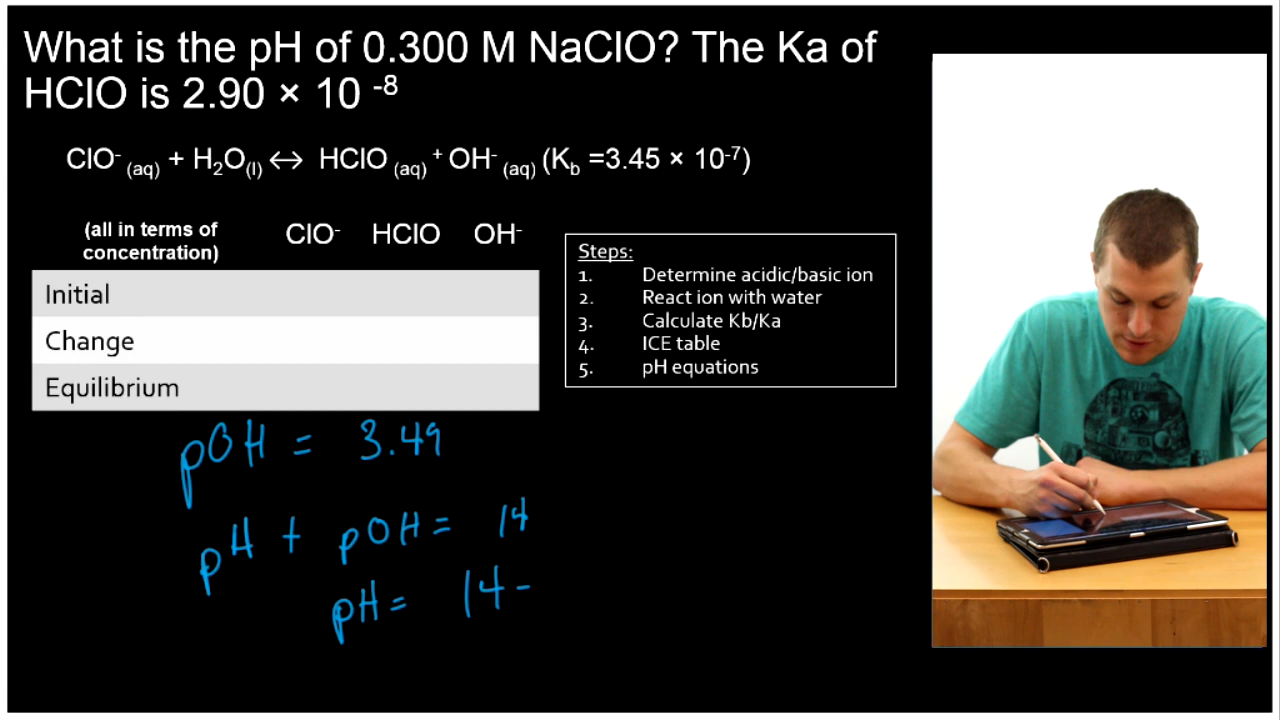 What is the pH of 0.300 M NaClO? The Ka of
HClO is 2.90 × 10 ⁻⁸
ClO⁻ (aq) + H₂O(l) ↔ HClO (aq) ⁺ OH⁻ (aq) (Kb =3.45 × 10⁻⁷)
(all in terms of
concentration)
ClO⁻ HClO OH⁻
Initial
Change
Equilibrium
Steps:
1. Determine acidic/basic ion
2. React ion with water
3. Calculate Kb/Ka
4. ICE table
5. pH equations
pOH = 3.49
pH + pOH = 14
pH = 14 -